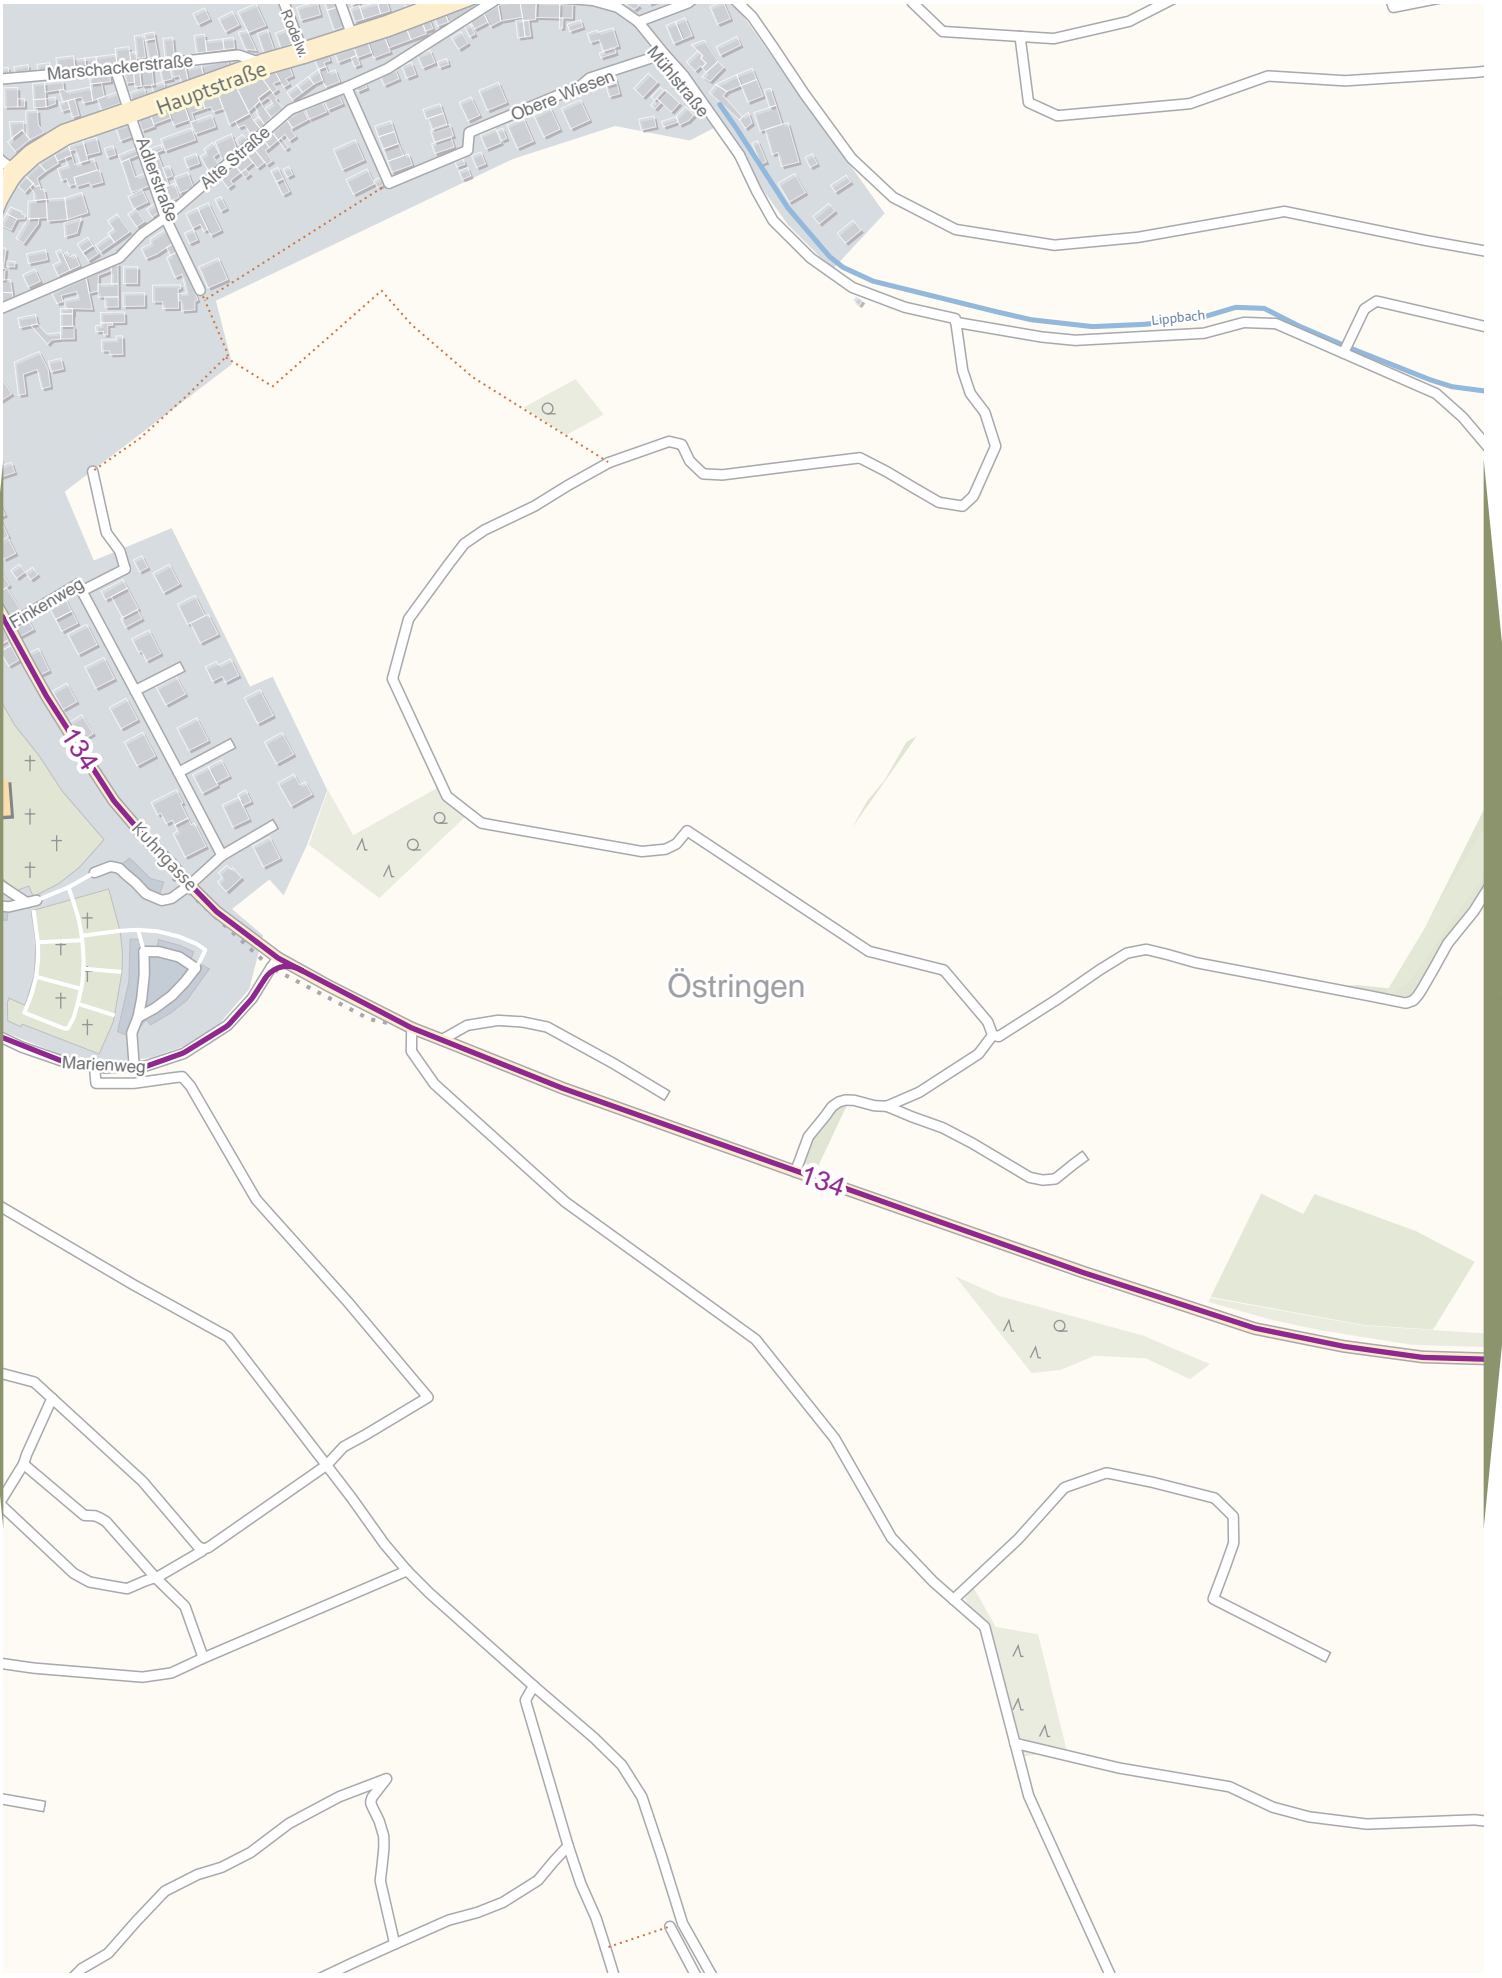 Rodelw.
Marschackerstraße
Hauptstraße
Mühlstraße
Obere Wiesen
Adlerstraße
Alte Straße
Lippbach
Finkenweg
134
Kuhngasse
Östringen
Marienweg
134